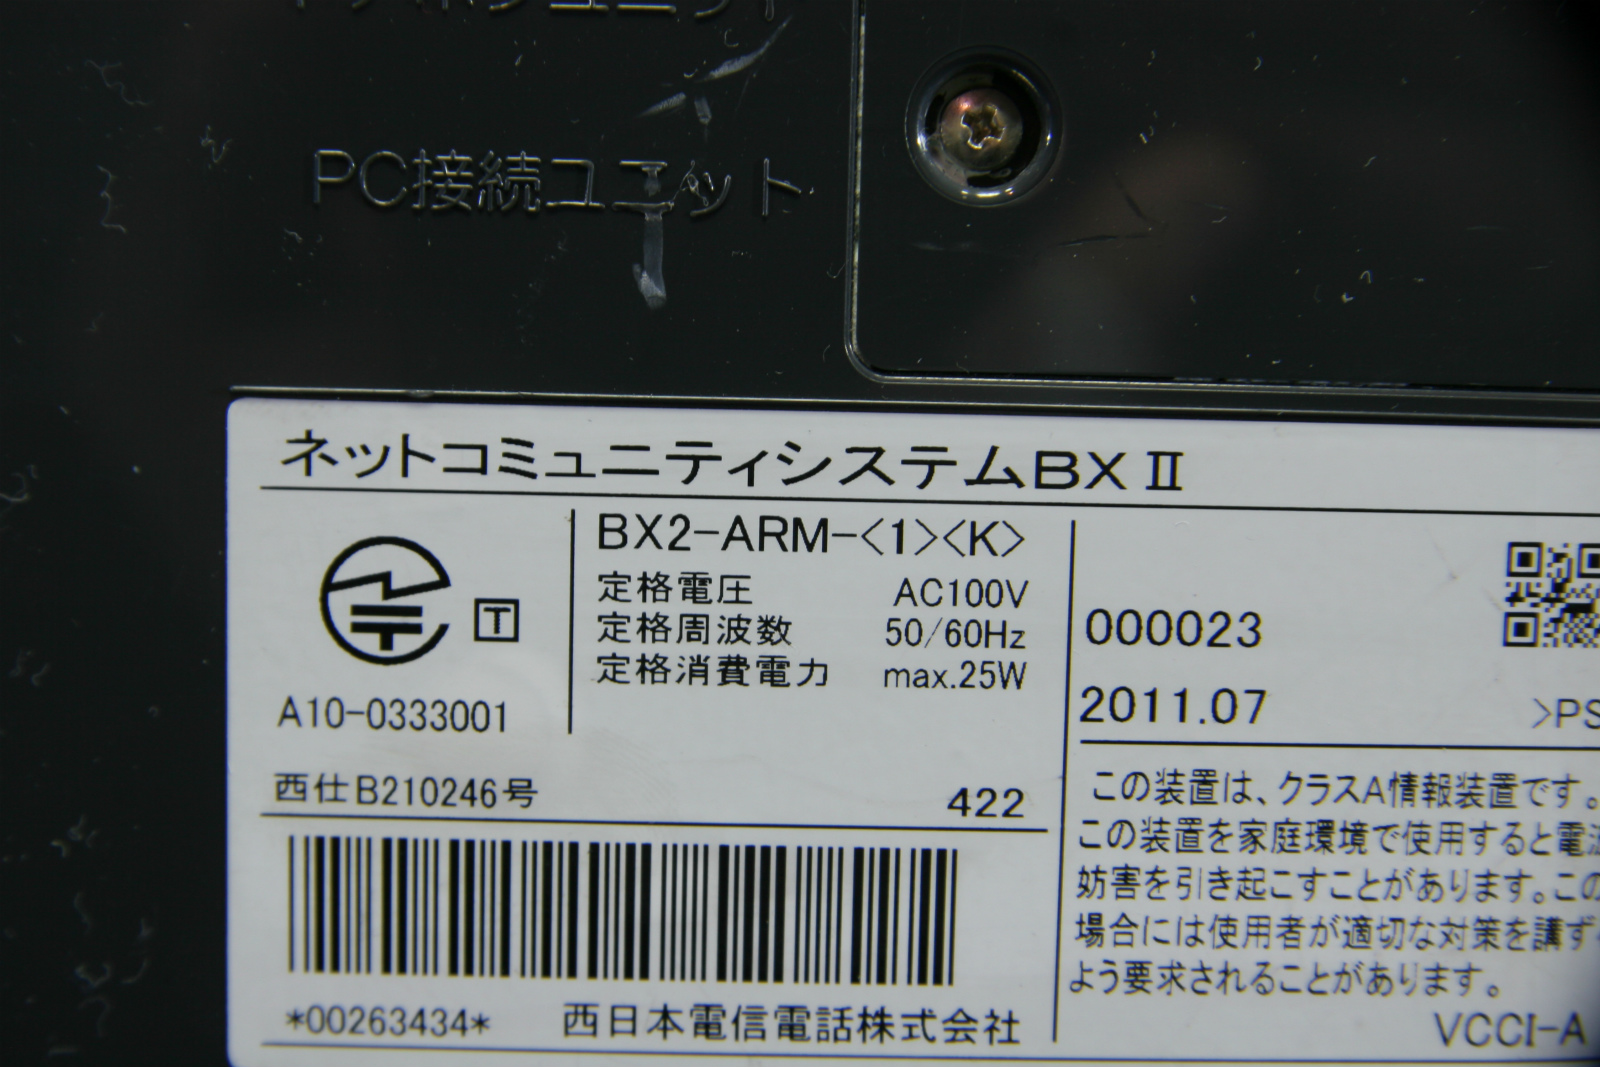 PC接続ユニット
ネットコミュニティシステムBXⅡ
BX2-ARM-<1><K>
定格電圧 AC100V
定格周波数 50/60Hz
定格消費電力 max.25W
T
A10-0333001
西仕B210246号
422
000023
2011.07
>PS
この装置は、クラスA情報装置です。
この装置を家庭環境で使用すると電波
妨害を引き起こすことがあります。この
場合には使用者が適切な対策を講ず
よう要求されることがあります。
VCCI-A
*00263434*
西日本電信電話株式会社